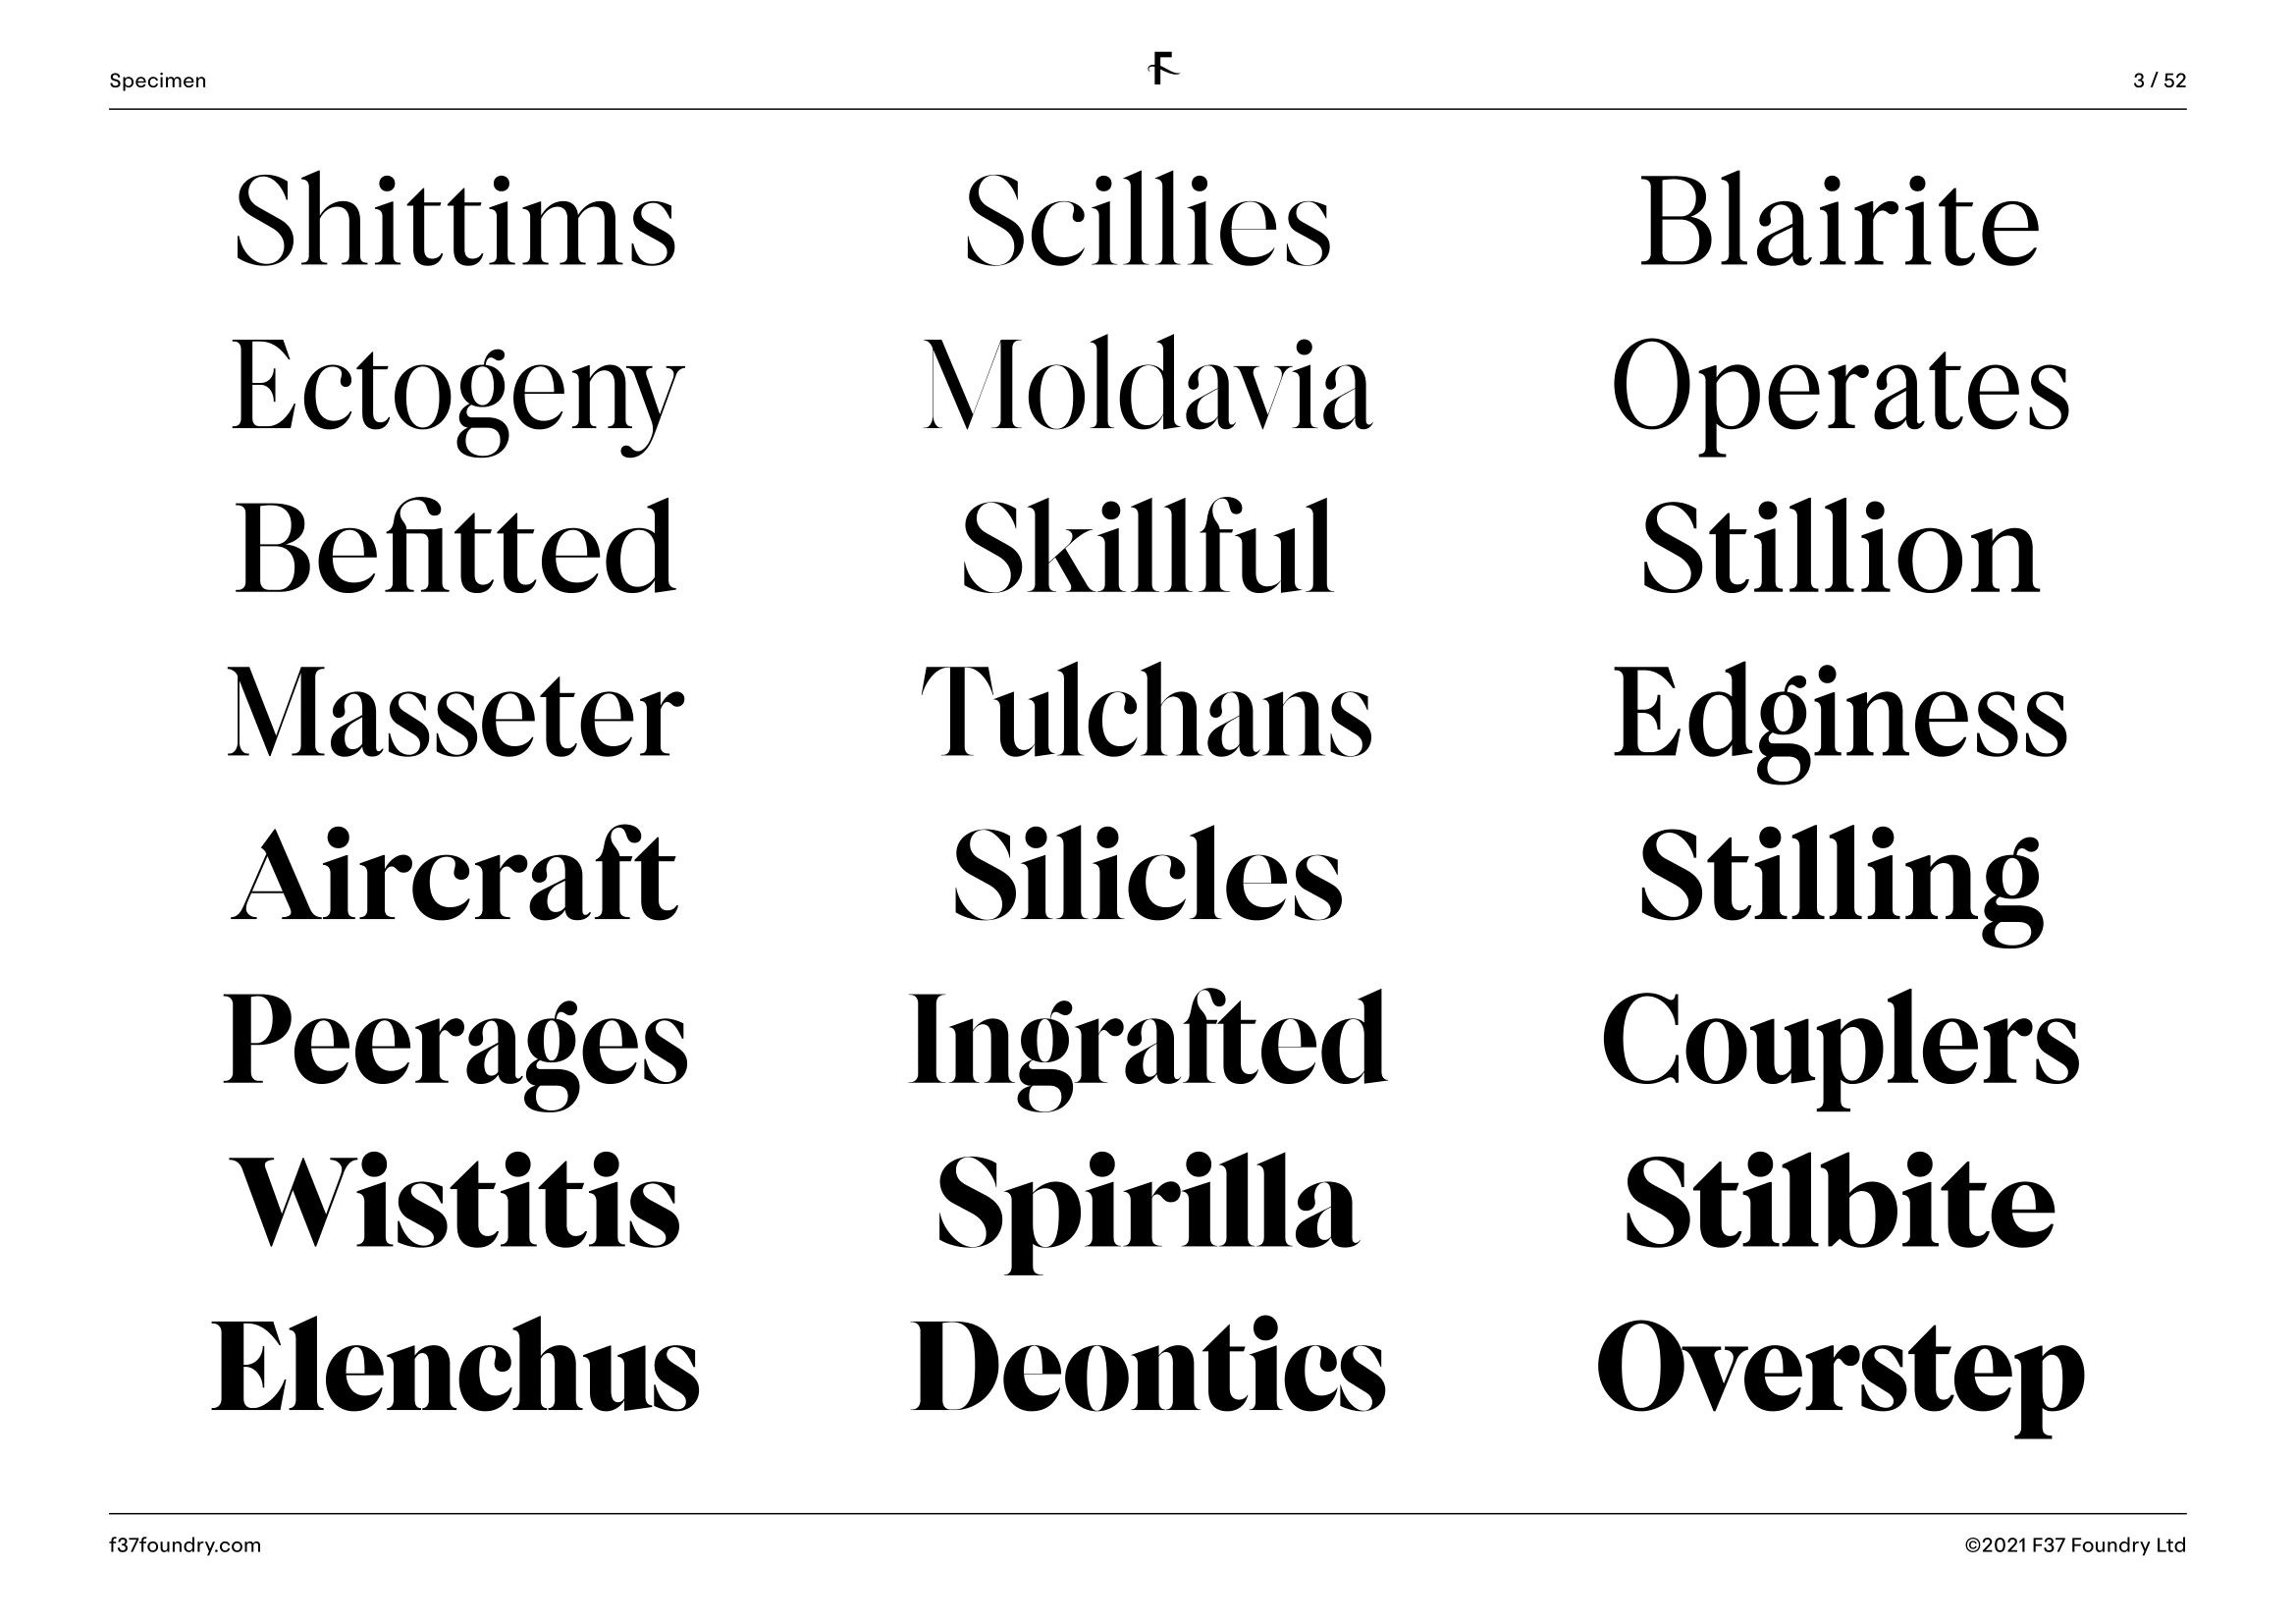 Specimen F 3 / 52
Shittims Scillies Blairite
Ectogeny Moldavia Operates
Befitted Skillful Stillion
Masseter Tulchans Edginess
Aircraft Silicles Stilling
Peerages Ingrafted Couplers
Wistitis Spirilla Stilbite
Elenchus Deontics Overstep
f37foundry.com ©2021 F37 Foundry Ltd